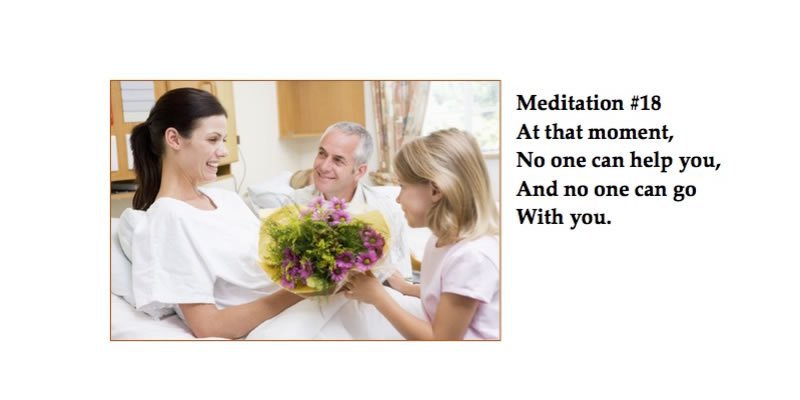 Meditation #18
At that moment,
No one can help you,
And no one can go
With you.